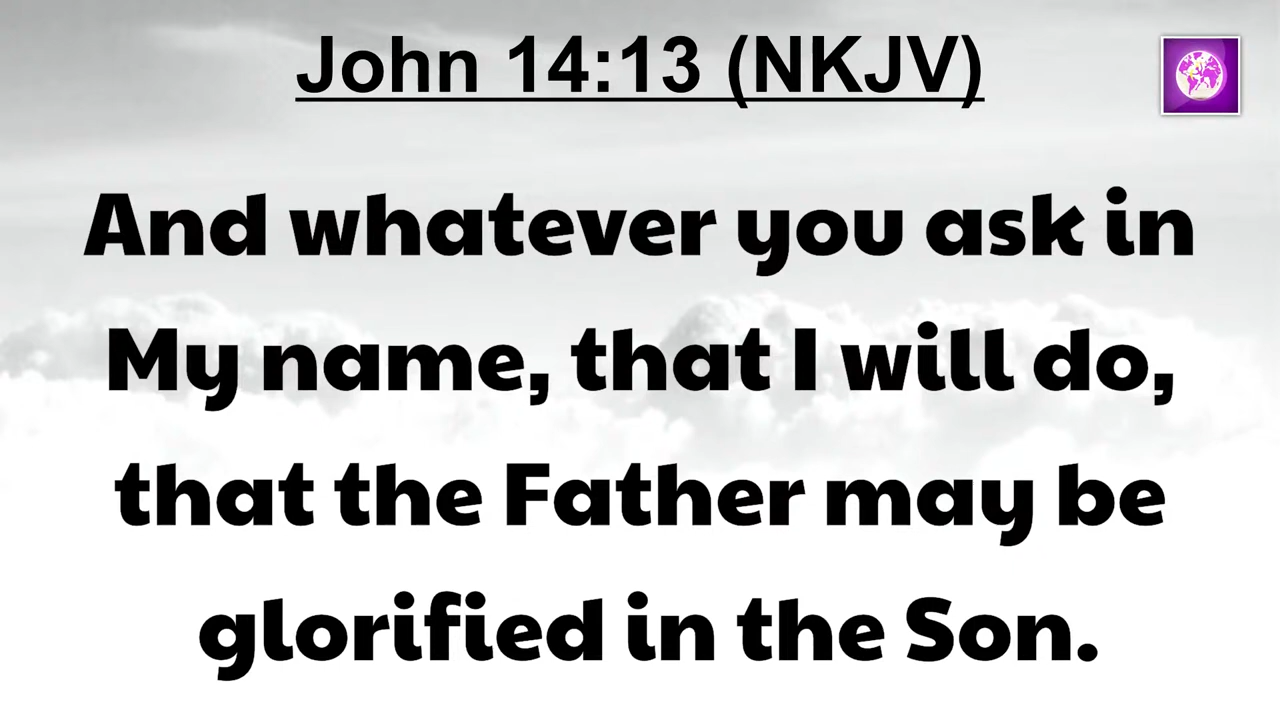 John 14:13 (NKJV)
And whatever you ask in
My name, that I will do,
that the Father may be
glorified in the Son.